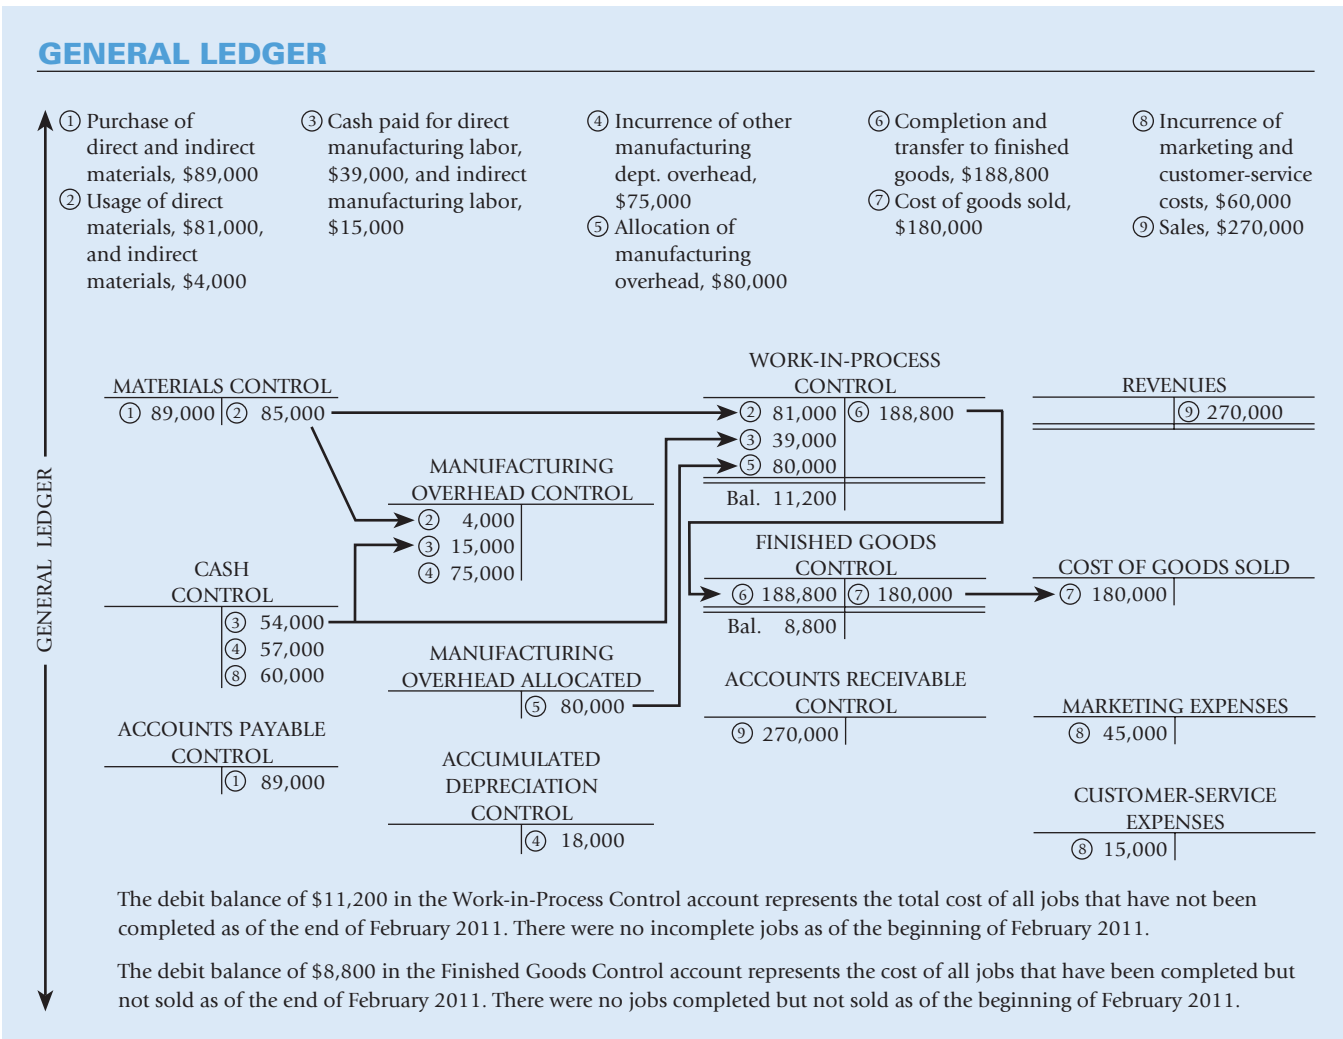 GENERAL LEDGER
① Purchase of
direct and indirect
materials, $89,000
② Usage of direct
materials, $81,000,
and indirect
materials, $4,000
③ Cash paid for direct
manufacturing labor,
$39,000, and indirect
manufacturing labor,
$15,000
④ Incurrence of other
manufacturing
dept. overhead,
$75,000
⑤ Allocation of
manufacturing
overhead, $80,000
⑥ Completion and
transfer to finished
goods, $188,800
⑦ Cost of goods sold,
$180,000
⑧ Incurrence of
marketing and
customer-service
costs, $60,000
⑨ Sales, $270,000
GENERAL LEDGER
MATERIALS CONTROL
① 89,000 ② 85,000
CASH
CONTROL
③ 54,000
④ 57,000
⑧ 60,000
ACCOUNTS PAYABLE
CONTROL
① 89,000
MANUFACTURING
OVERHEAD CONTROL
② 4,000
③ 15,000
④ 75,000
MANUFACTURING
OVERHEAD ALLOCATED
⑤ 80,000
ACCUMULATED
DEPRECIATION
CONTROL
④ 18,000
WORK-IN-PROCESS
CONTROL
② 81,000 ⑥ 188,800
③ 39,000
⑤ 80,000
Bal. 11,200
FINISHED GOODS
CONTROL
⑥ 188,800 ⑦ 180,000
Bal. 8,800
ACCOUNTS RECEIVABLE
CONTROL
⑨ 270,000
REVENUES
⑨ 270,000
COST OF GOODS SOLD
⑦ 180,000
MARKETING EXPENSES
⑧ 45,000
CUSTOMER-SERVICE
EXPENSES
⑧ 15,000
The debit balance of $11,200 in the Work-in-Process Control account represents the total cost of all jobs that have not been
completed as of the end of February 2011. There were no incomplete jobs as of the beginning of February 2011.
The debit balance of $8,800 in the Finished Goods Control account represents the cost of all jobs that have been completed but
not sold as of the end of February 2011. There were no jobs completed but not sold as of the beginning of February 2011.